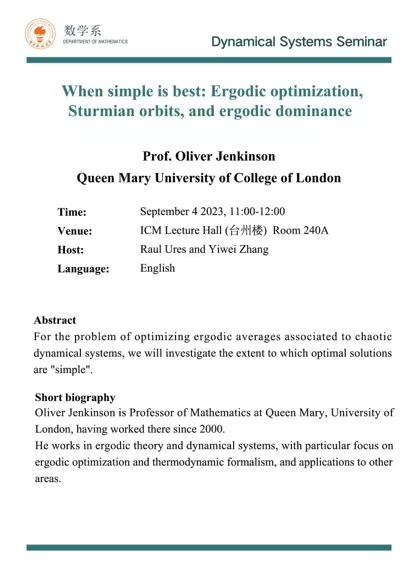 数学系
DEPARTMENT OF MATHEMATICS
Dynamical Systems Seminar
When simple is best: Ergodic optimization,
Sturmian orbits, and ergodic dominance
Prof. Oliver Jenkinson
Queen Mary University of College of London
Time: September 4 2023, 11:00-12:00
Venue: ICM Lecture Hall (台州楼) Room 240A
Host: Raul Ures and Yiwei Zhang
Language: English
Abstract
For the problem of optimizing ergodic averages associated to chaotic
dynamical systems, we will investigate the extent to which optimal solutions
are "simple".
Short biography
Oliver Jenkinson is Professor of Mathematics at Queen Mary, University of
London, having worked there since 2000.
He works in ergodic theory and dynamical systems, with particular focus on
ergodic optimization and thermodynamic formalism, and applications to other
areas.